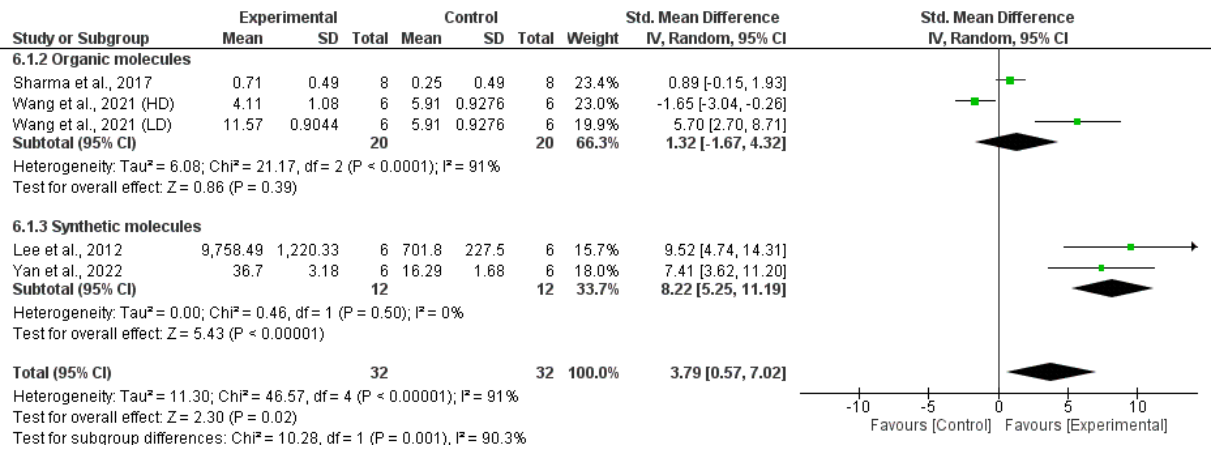 Experimental Control Std. Mean Difference Std. Mean Difference
Study or Subgroup Mean SD Total Mean SD Total Weight IV, Random, 95% CI IV, Random, 95% CI
6.1.2 Organic molecules
Sharma et al., 2017 0.71 0.49 8 0.25 0.49 8 23.4% 0.89 [-0.15, 1.93]
Wang et al., 2021 (HD) 4.11 1.08 6 5.91 0.9276 6 23.0% -1.65 [-3.04, -0.26]
Wang et al., 2021 (LD) 11.57 0.9044 6 5.91 0.9276 6 19.9% 5.70 [2.70, 8.71]
Subtotal (95% CI) 20 20 66.3% 1.32 [-1.67, 4.32]
Heterogeneity: Tau² = 6.08; Chi² = 21.17, df = 2 (P < 0.0001); I² = 91%
Test for overall effect: Z = 0.86 (P = 0.39)
6.1.3 Synthetic molecules
Lee et al., 2012 9,758.49 1,220.33 6 701.8 227.5 6 15.7% 9.52 [4.74, 14.31]
Yan et al., 2022 36.7 3.18 6 16.29 1.68 6 18.0% 7.41 [3.62, 11.20]
Subtotal (95% CI) 12 12 33.7% 8.22 [5.25, 11.19]
Heterogeneity: Tau² = 0.00; Chi² = 0.46, df = 1 (P = 0.50); I² = 0%
Test for overall effect: Z = 5.43 (P < 0.00001)
Total (95% CI) 32 32 100.0% 3.79 [0.57, 7.02]
Heterogeneity: Tau² = 11.30; Chi² = 46.57, df = 4 (P < 0.00001); I² = 91%
Test for overall effect: Z = 2.30 (P = 0.02)
Test for subgroup differences: Chi² = 10.28, df = 1 (P = 0.001), I² = 90.3%
-10 -5 0 5 10
Favours [Control] Favours [Experimental]